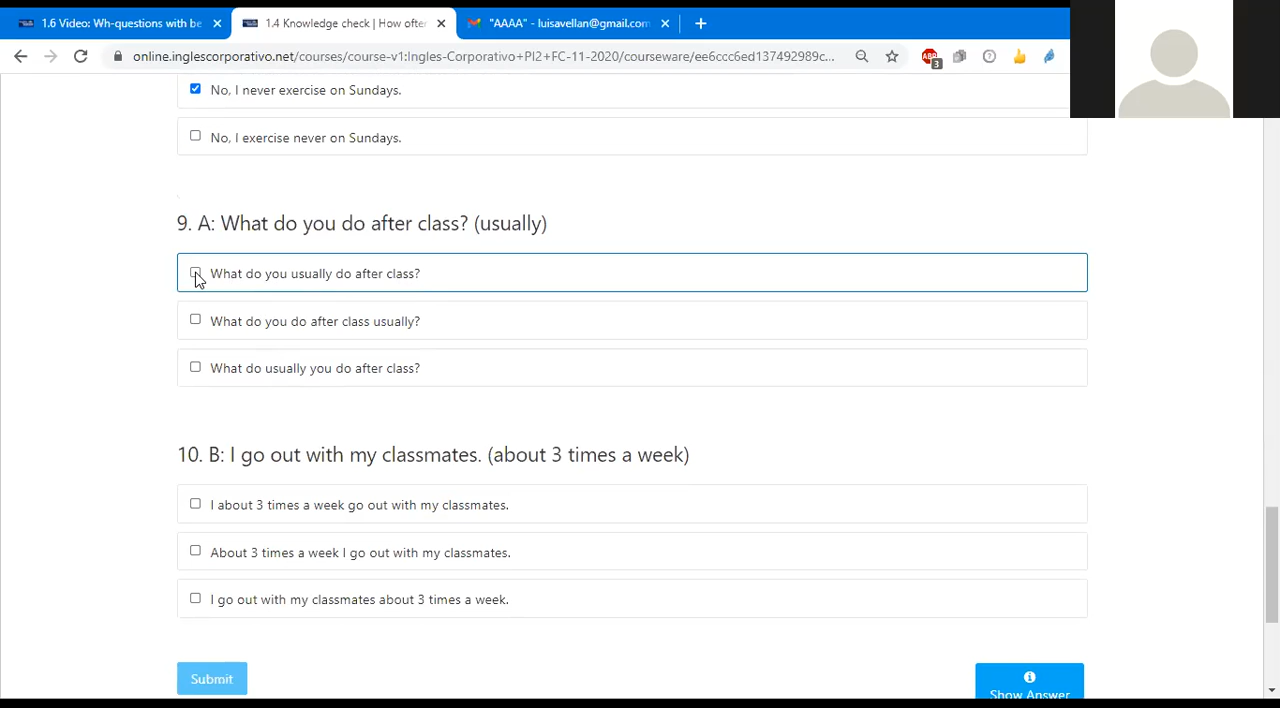 1.6 Video: Wh-questions with be
1.4 Knowledge check | How ofte
"AAAA" - luisavellan@gmail.com
online.inglescorporativo.net/courses/course-v1:Ingles-Corporativo+PI2+FC-11-2020/courseware/ee6ccc6ed137492989c...
3
No, I never exercise on Sundays.
No, I exercise never on Sundays.
9. A: What do you do after class? (usually)
What do you usually do after class?
What do you do after class usually?
What do usually you do after class?
10. B: I go out with my classmates. (about 3 times a week)
I about 3 times a week go out with my classmates.
About 3 times a week I go out with my classmates.
I go out with my classmates about 3 times a week.
Submit
Show Answer